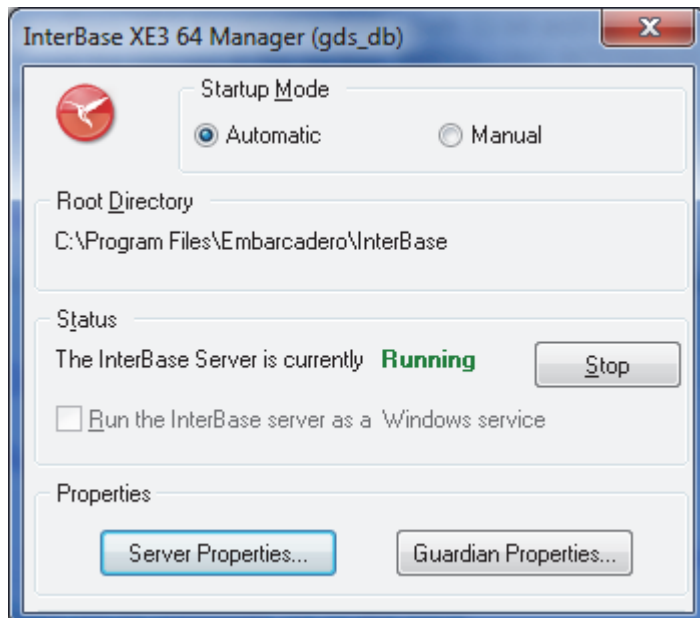 InterBase XE3 64 Manager (gds_db)
Startup Mode
Automatic Manual
Root Directory
C:\Program Files\Embarcadero\InterBase
Status
The InterBase Server is currently Running Stop
Run the InterBase server as a Windows service
Properties
Server Properties... Guardian Properties...